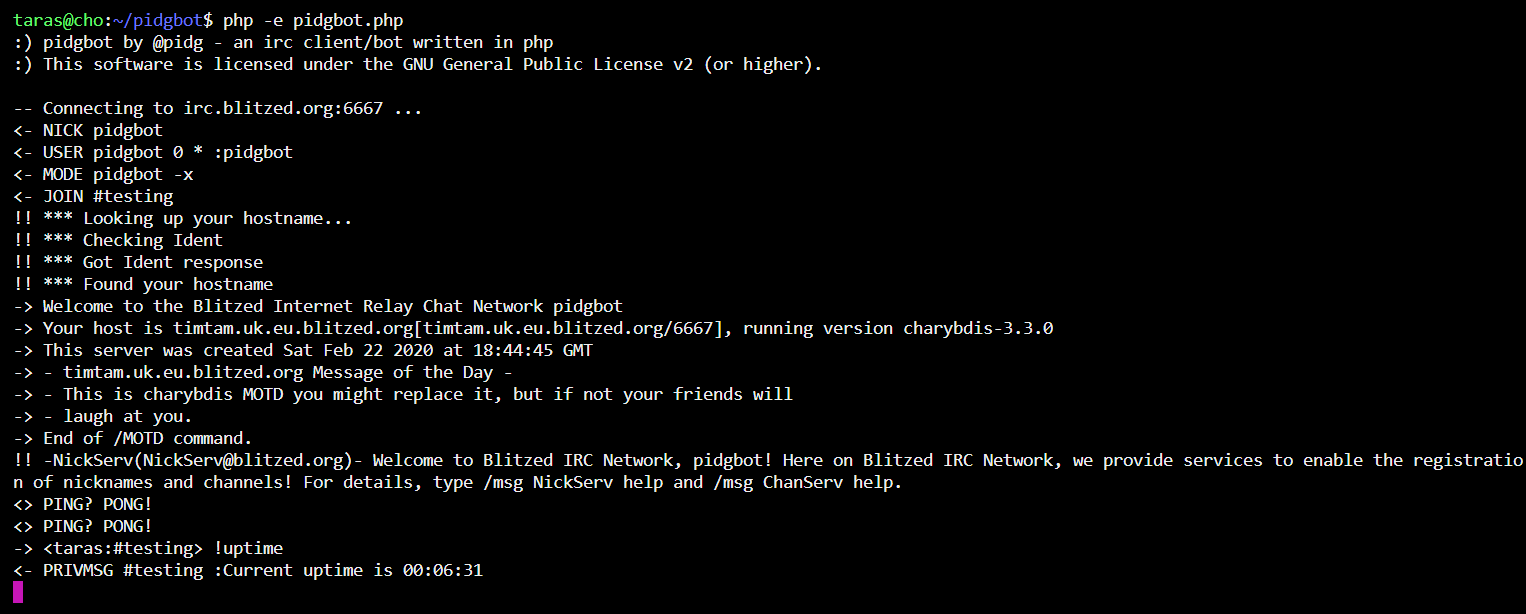 taras@cho:~/pidgbot$ php -e pidgbot.php
:) pidgbot by @pidg - an irc client/bot written in php
:) This software is licensed under the GNU General Public License v2 (or higher).
-- Connecting to irc.blitzed.org:6667 ...
<- NICK pidgbot
<- USER pidgbot 0 * :pidgbot
<- MODE pidgbot -x
<- JOIN #testing
!! *** Looking up your hostname...
!! *** Checking Ident
!! *** Got Ident response
!! *** Found your hostname
-> Welcome to the Blitzed Internet Relay Chat Network pidgbot
-> Your host is timtam.uk.eu.blitzed.org[timtam.uk.eu.blitzed.org/6667], running version charybdis-3.3.0
-> This server was created Sat Feb 22 2020 at 18:44:45 GMT
-> - timtam.uk.eu.blitzed.org Message of the Day -
-> - This is charybdis MOTD you might replace it, but if not your friends will
-> - laugh at you.
-> End of /MOTD command.
!! -NickServ(NickServ@blitzed.org)- Welcome to Blitzed IRC Network, pidgbot! Here on Blitzed IRC Network, we provide services to enable the registratio
n of nicknames and channels! For details, type /msg NickServ help and /msg ChanServ help.
<> PING? PONG!
<> PING? PONG!
-> <taras:#testing> !uptime
<- PRIVMSG #testing :Current uptime is 00:06:31